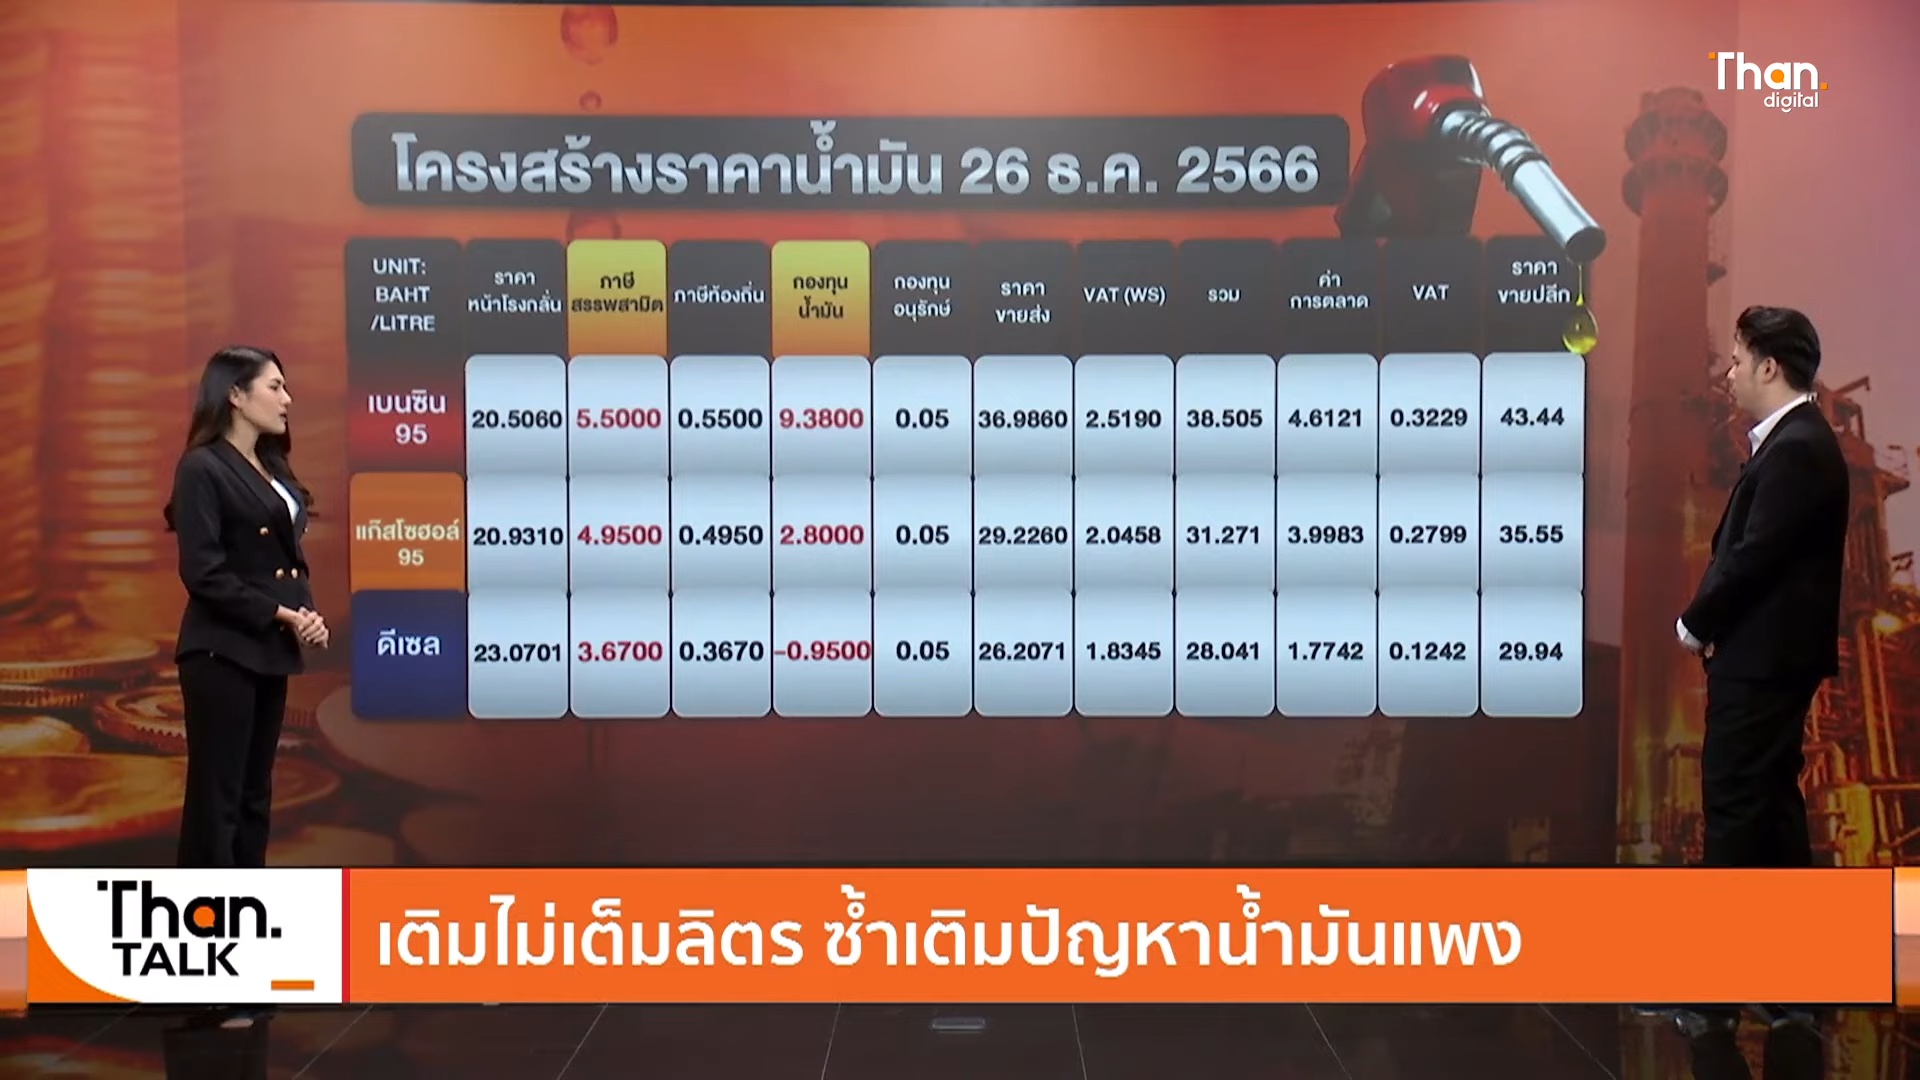 Than.
digital
โครงสร้างราคาน้ำมัน 26 ธ.ค. 2566
UNIT: BAHT /LITRE ราคาหน้าโรงกลั่น ภาษีสรรพสามิต ภาษีท้องถิ่น กองทุนน้ำมัน กองทุนอนุรักษ์ ราคาขายส่ง VAT (WS) รวม ค่าการตลาด VAT ราคาขายปลีก
เบนซิน 95 20.5060 5.5000 0.5500 9.3800 0.05 36.9860 2.5190 38.505 4.6121 0.3229 43.44
แก๊สโซฮอล์ 95 20.9310 4.9500 0.4950 2.8000 0.05 29.2260 2.0458 31.271 3.9983 0.2799 35.55
ดีเซล 23.0701 3.6700 0.3670 -0.9500 0.05 26.2071 1.8345 28.041 1.7742 0.1242 29.94
Than.
TALK
เติมไม่เต็มลิตร ซ้ำเติมปัญหาน้ำมันแพง